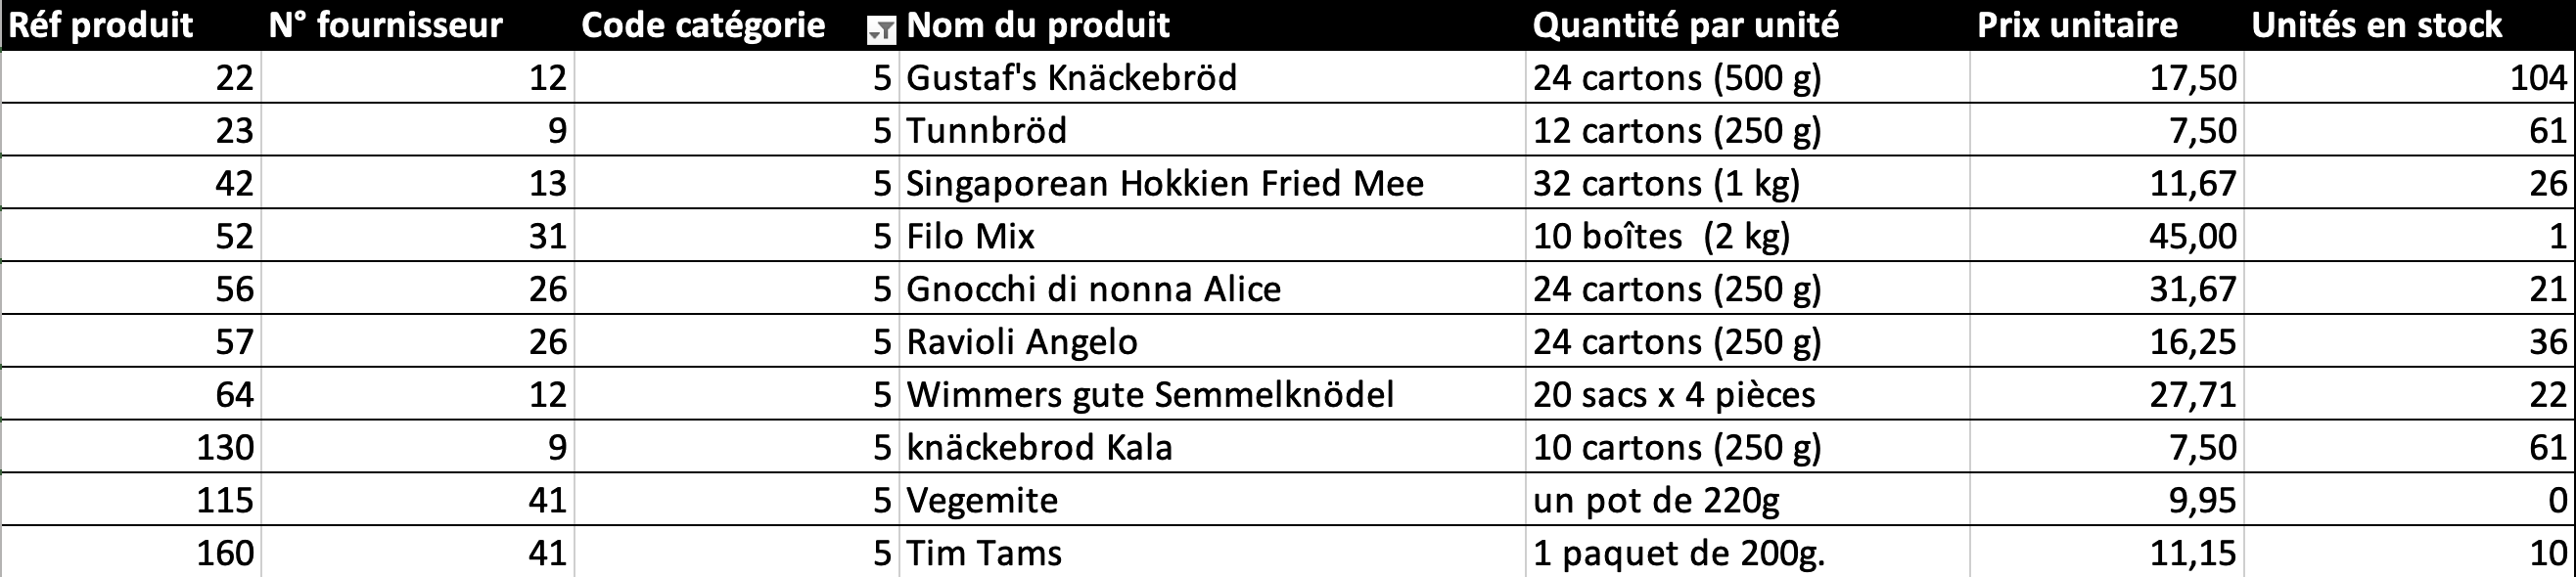 Réf produit N° fournisseur Code catégorie Nom du produit Quantité par unité Prix unitaire Unités en stock
22 12 5 Gustaf's Knäckebröd 24 cartons (500 g) 17,50 104
23 9 5 Tunnbröd 12 cartons (250 g) 7,50 61
42 13 5 Singaporean Hokkien Fried Mee 32 cartons (1 kg) 11,67 26
52 31 5 Filo Mix 10 boîtes  (2 kg) 45,00 1
56 26 5 Gnocchi di nonna Alice 24 cartons (250 g) 31,67 21
57 26 5 Ravioli Angelo 24 cartons (250 g) 16,25 36
64 12 5 Wimmers gute Semmelknödel 20 sacs x 4 pièces 27,71 22
130 9 5 knäckebrod Kala 10 cartons (250 g) 7,50 61
115 41 5 Vegemite un pot de 220g 9,95 0
160 41 5 Tim Tams 1 paquet de 200g. 11,15 10